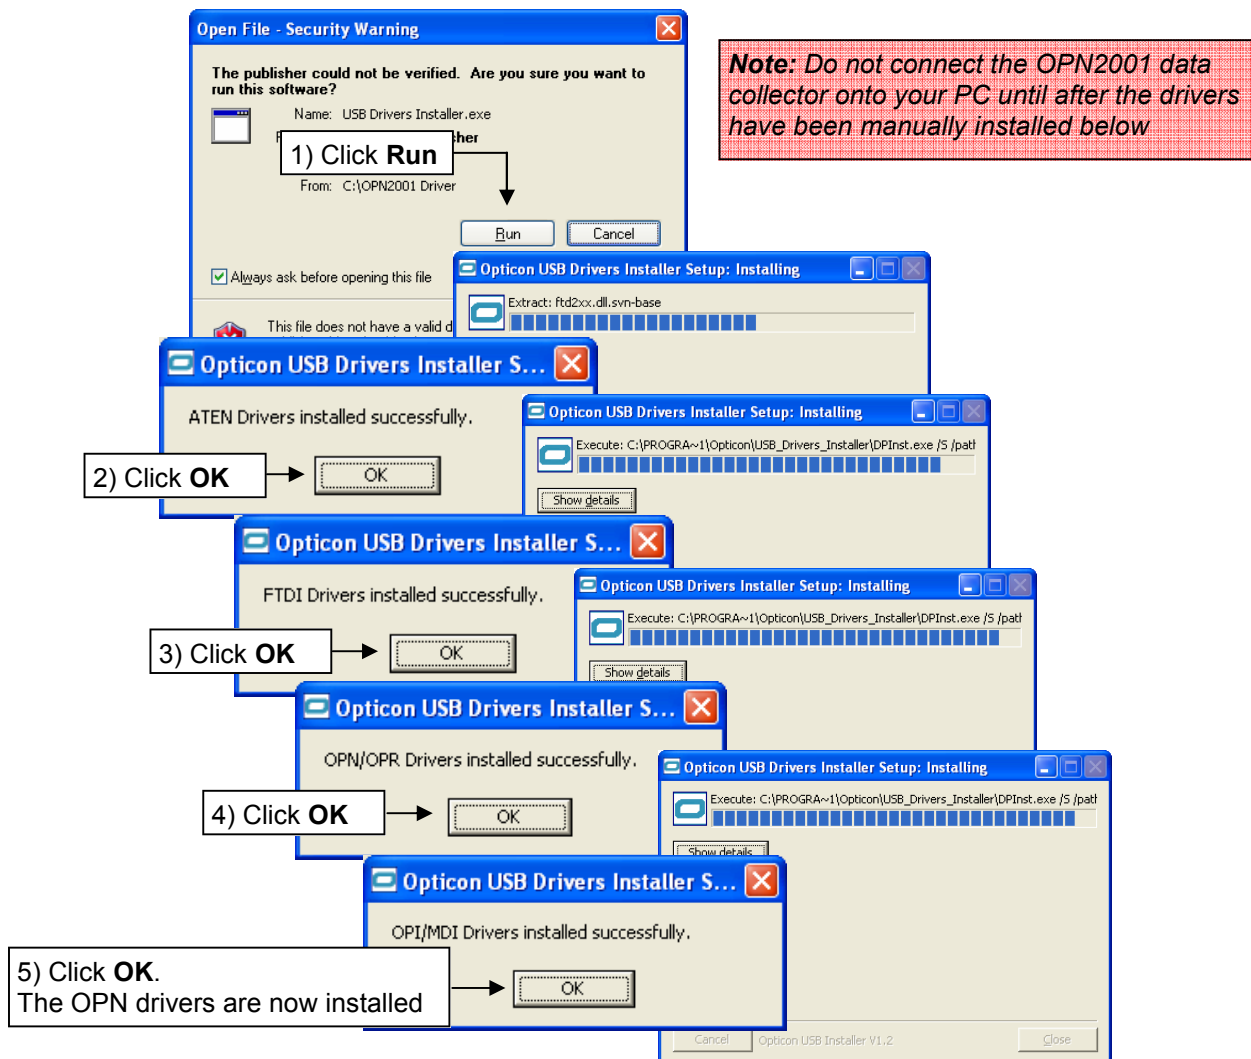 Open File - Security Warning
The publisher could not be verified. Are you sure you want to
run this software?
Name: USB Drivers Installer.exe
1) Click Run
From: C:\OPN2001 Driver
Run
Cancel
Always ask before opening this file
This file does not have a valid d
Note: Do not connect the OPN2001 data
collector onto your PC until after the drivers
have been manually installed below
Opticon USB Drivers Installer Setup: Installing
Extract: ftd2xx.dll.svn-base
Opticon USB Drivers Installer S...
ATEN Drivers installed successfully.
2) Click OK
OK
Opticon USB Drivers Installer Setup: Installing
Execute: C:\PROGRA~1\Opticon\USB_Drivers_Installer\DPInst.exe /S /path
Show details
Opticon USB Drivers Installer S...
FTDI Drivers installed successfully.
3) Click OK
OK
Opticon USB Drivers Installer Setup: Installing
Execute: C:\PROGRA~1\Opticon\USB_Drivers_Installer\DPInst.exe /S /path
Show details
Opticon USB Drivers Installer S...
OPN/OPR Drivers installed successfully.
4) Click OK
OK
Opticon USB Drivers Installer Setup: Installing
Execute: C:\PROGRA~1\Opticon\USB_Drivers_Installer\DPInst.exe /S /path
Show details
Opticon USB Drivers Installer S...
OPI/MDI Drivers installed successfully.
5) Click OK.
The OPN drivers are now installed
OK
Cancel
Opticon USB Installer V1.2
Close